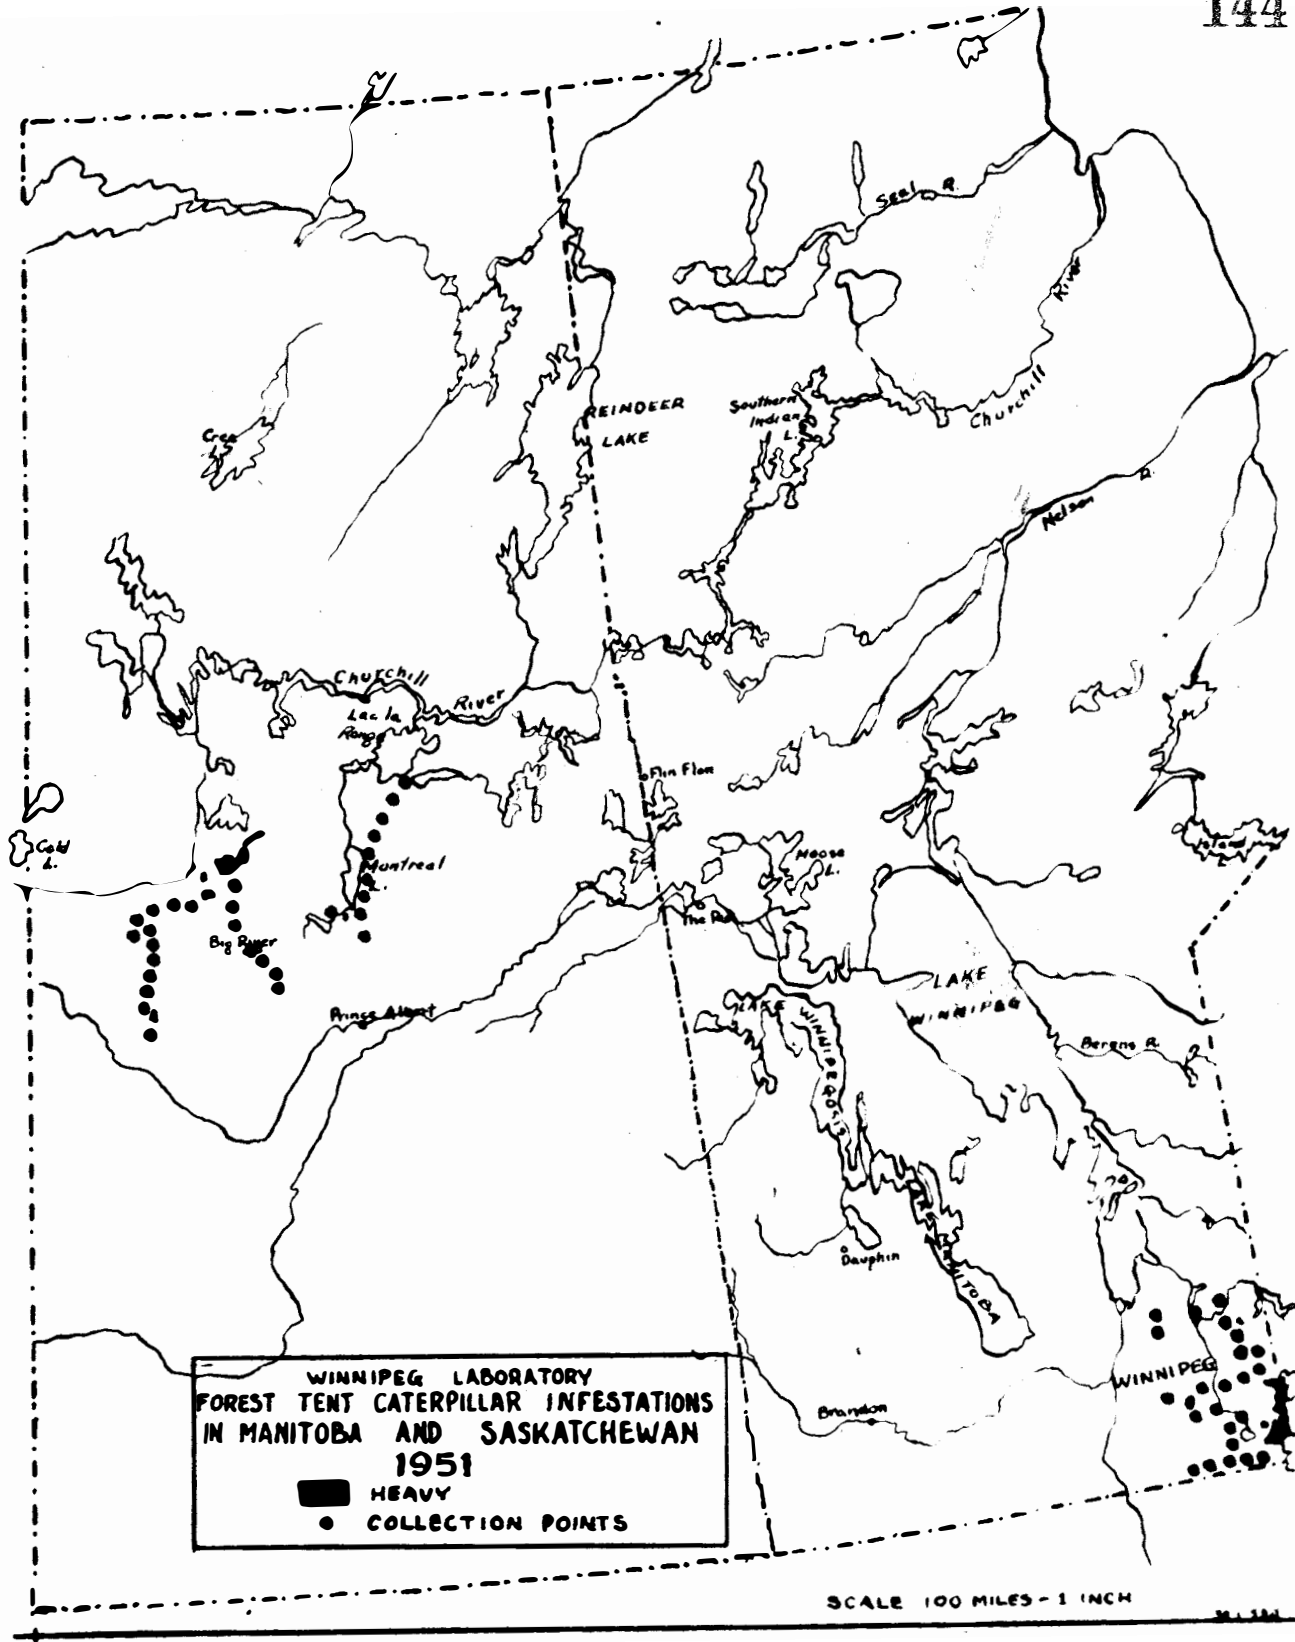 144
Seal R.
River
Churchill
REINDEER
LAKE
Southern
Indian
L.
Cree
L.
Nelson
R
Churchill
River
Lac la
Ronge
Flin Flon
Cold
L.
Montreal
L.
Moose
L.
The Pas
Island
L
Big River
LAKE
WINNIPEG
LAKE
WINNIPEGOSIS
Prince Albert
Berens R.
Dauphin
LAKE
MANITOBA
WINNIPEG
Brandon
WINNIPEG LABORATORY
FOREST TENT CATERPILLAR INFESTATIONS
IN MANITOBA AND SASKATCHEWAN
1951
HEAVY
COLLECTION POINTS
SCALE 100 MILES - 1 INCH